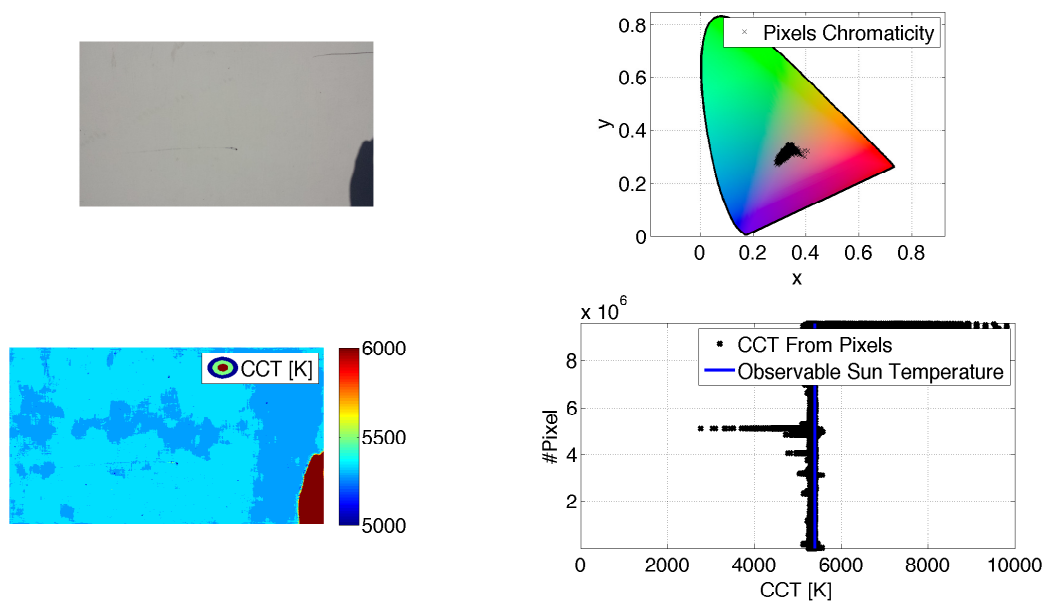 Pixels Chromaticity
0.8
0.6
0.4
0.2
0
y
0 0.2 0.4 0.6 0.8
x
CCT [K]
6000
5500
5000
x 10^6
CCT From Pixels
Observable Sun Temperature
8
6
4
2
#Pixel
0 2000 4000 6000 8000 10000
CCT [K]